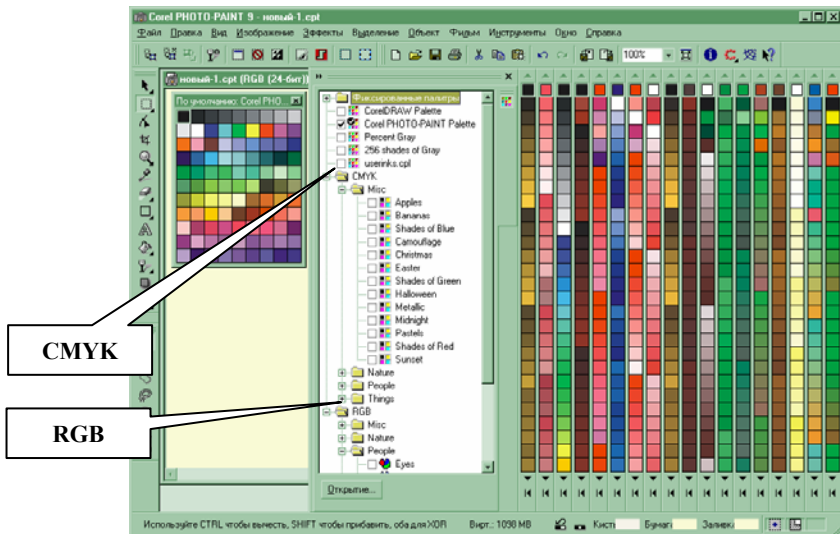 Corel PHOTO-PAINT 9 - новый-1.cpt
Файл Правка Вид Изображение Эффекты Выделение Объект Фильм Инструменты Окно Справка
100%
новый-1.cpt (RGB (24-бит))
По умолчанию: Corel PHO...
Фиксированные палитры
CorelDRAW Palette
Corel PHOTO-PAINT Palette
Percent Gray
256 shades of Gray
userinks.cpl
CMYK
Misc
Apples
Bananas
Shades of Blue
Camouflage
Christmas
Easter
Shades of Green
Halloween
Metallic
Midnight
Pastels
Shades of Red
Sunset
Nature
People
Things
RGB
Misc
Nature
People
Eyes
Открытие...
CMYK
RGB
Используйте CTRL чтобы вычесть, SHIFT чтобы прибавить, оба для XOR Вирт.: 1098 MB Кисть Бумага Заливка